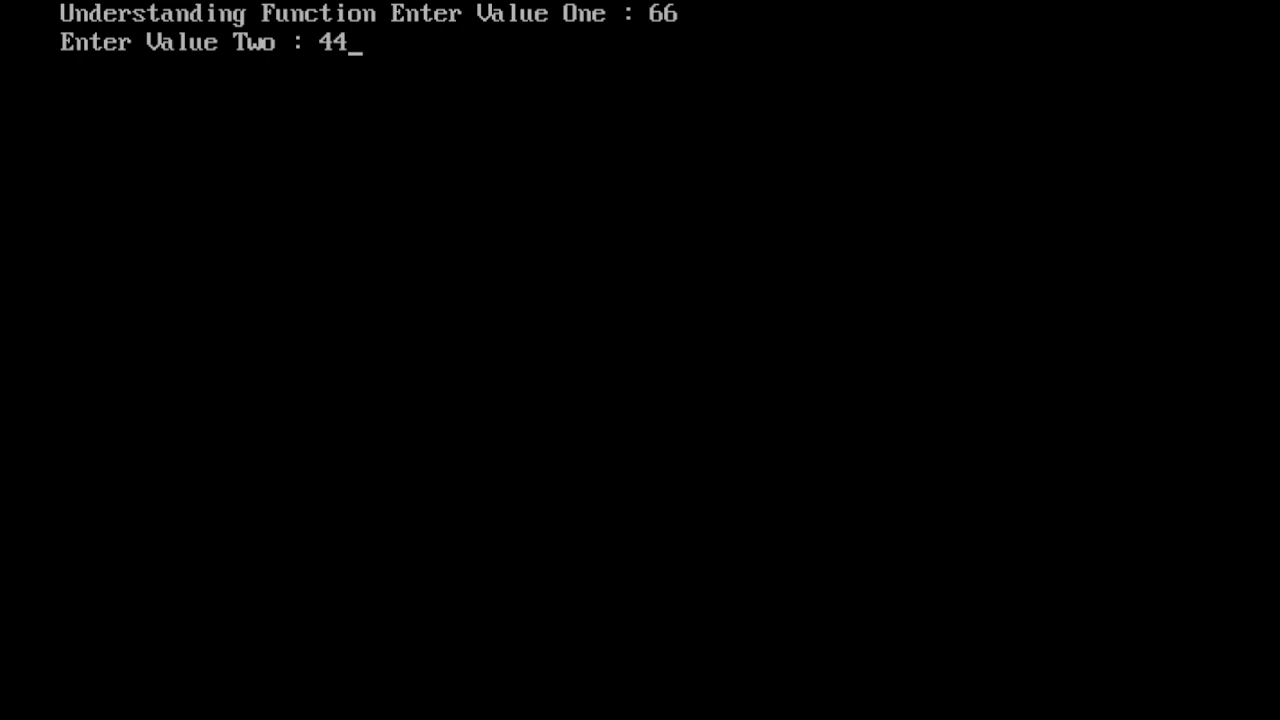 Understanding Function Enter Value One : 66
Enter Value Two : 44_